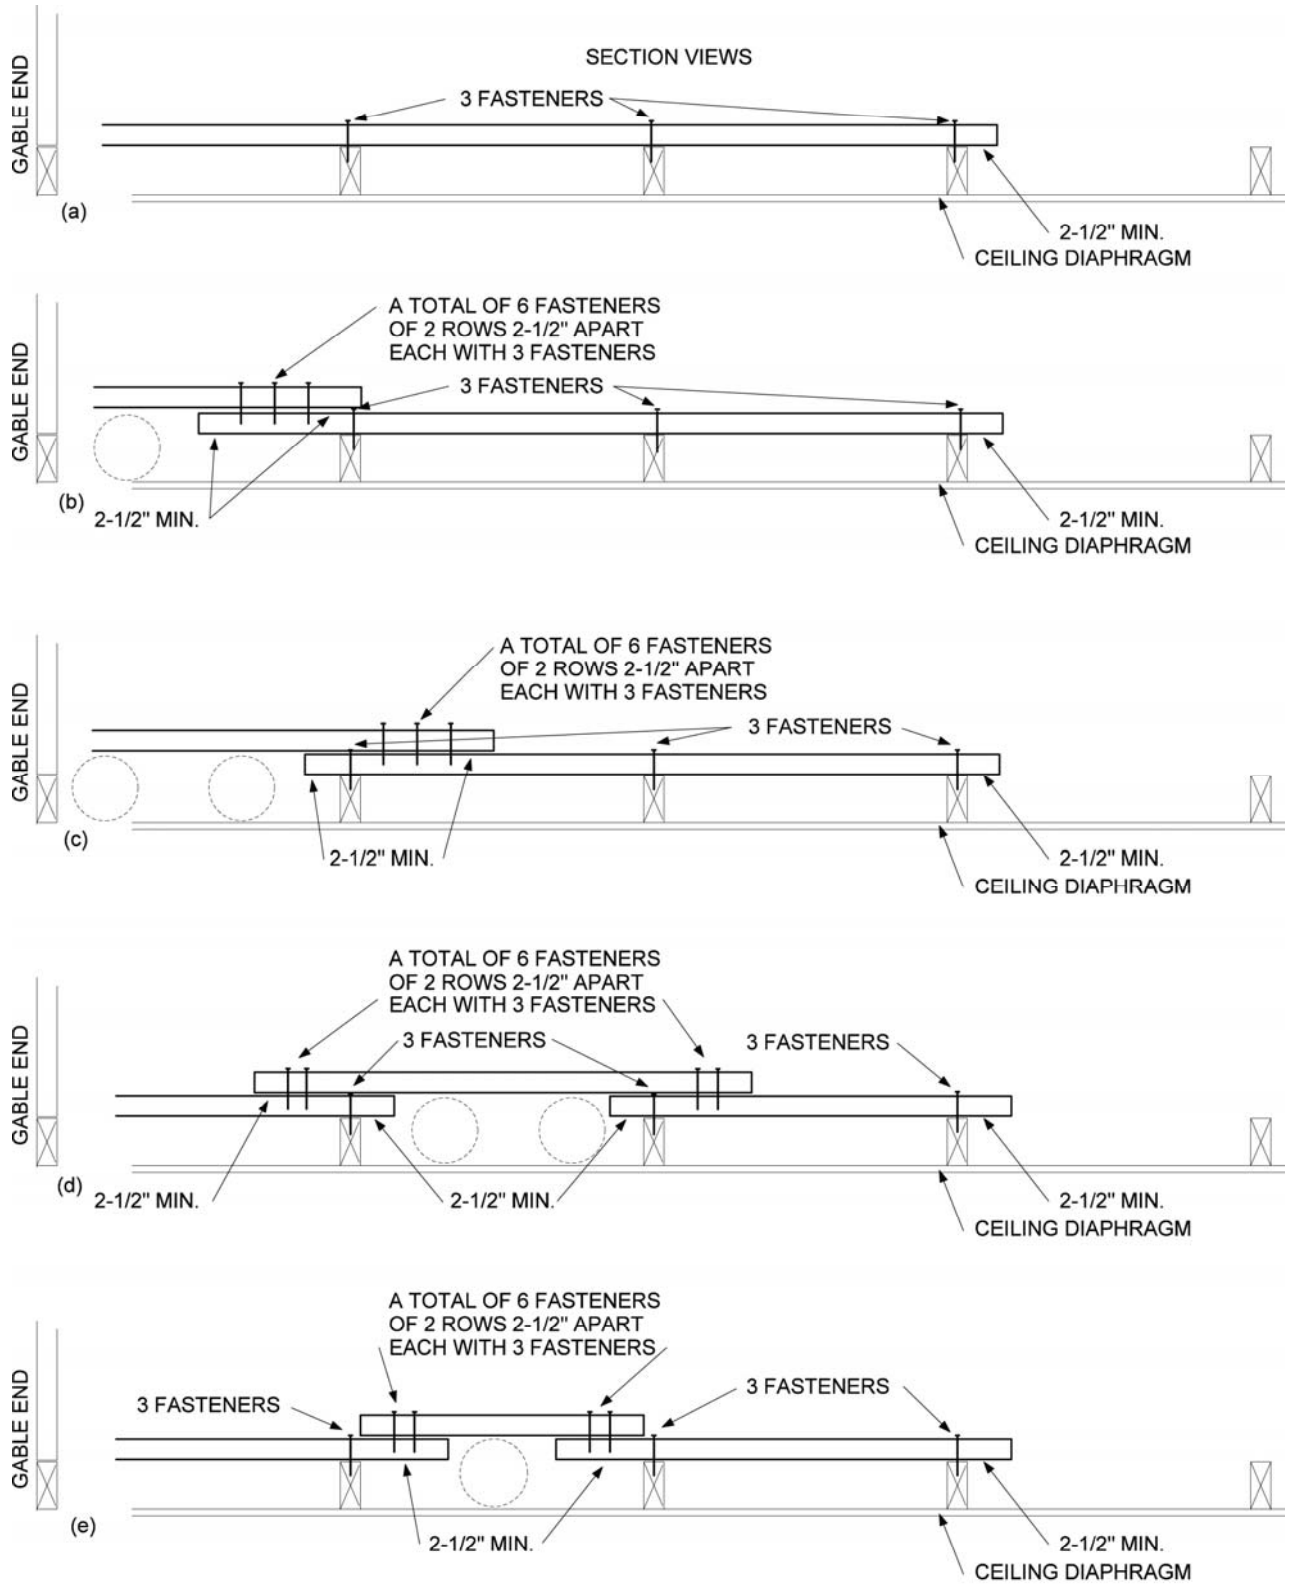 SECTION VIEWS
GABLE END
3 FASTENERS
(a)
2-1/2" MIN.
CEILING DIAPHRAGM
A TOTAL OF 6 FASTENERS
OF 2 ROWS 2-1/2" APART
EACH WITH 3 FASTENERS
GABLE END
3 FASTENERS
(b)
2-1/2" MIN.
2-1/2" MIN.
CEILING DIAPHRAGM
A TOTAL OF 6 FASTENERS
OF 2 ROWS 2-1/2" APART
EACH WITH 3 FASTENERS
GABLE END
3 FASTENERS
(c)
2-1/2" MIN.
2-1/2" MIN.
CEILING DIAPHRAGM
A TOTAL OF 6 FASTENERS
OF 2 ROWS 2-1/2" APART
EACH WITH 3 FASTENERS
GABLE END
3 FASTENERS
3 FASTENERS
(d)
2-1/2" MIN.
2-1/2" MIN.
2-1/2" MIN.
CEILING DIAPHRAGM
A TOTAL OF 6 FASTENERS
OF 2 ROWS 2-1/2" APART
EACH WITH 3 FASTENERS
GABLE END
3 FASTENERS
3 FASTENERS
(e)
2-1/2" MIN.
2-1/2" MIN.
CEILING DIAPHRAGM